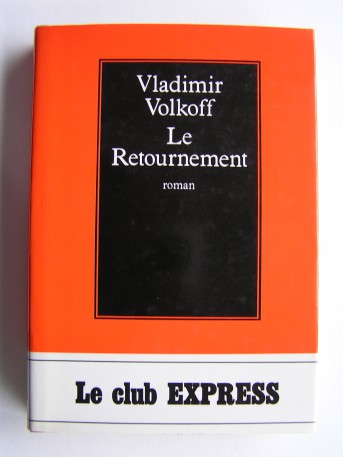 Vladimir
Volkoff
Le
Retournement
roman
Le club EXPRESS